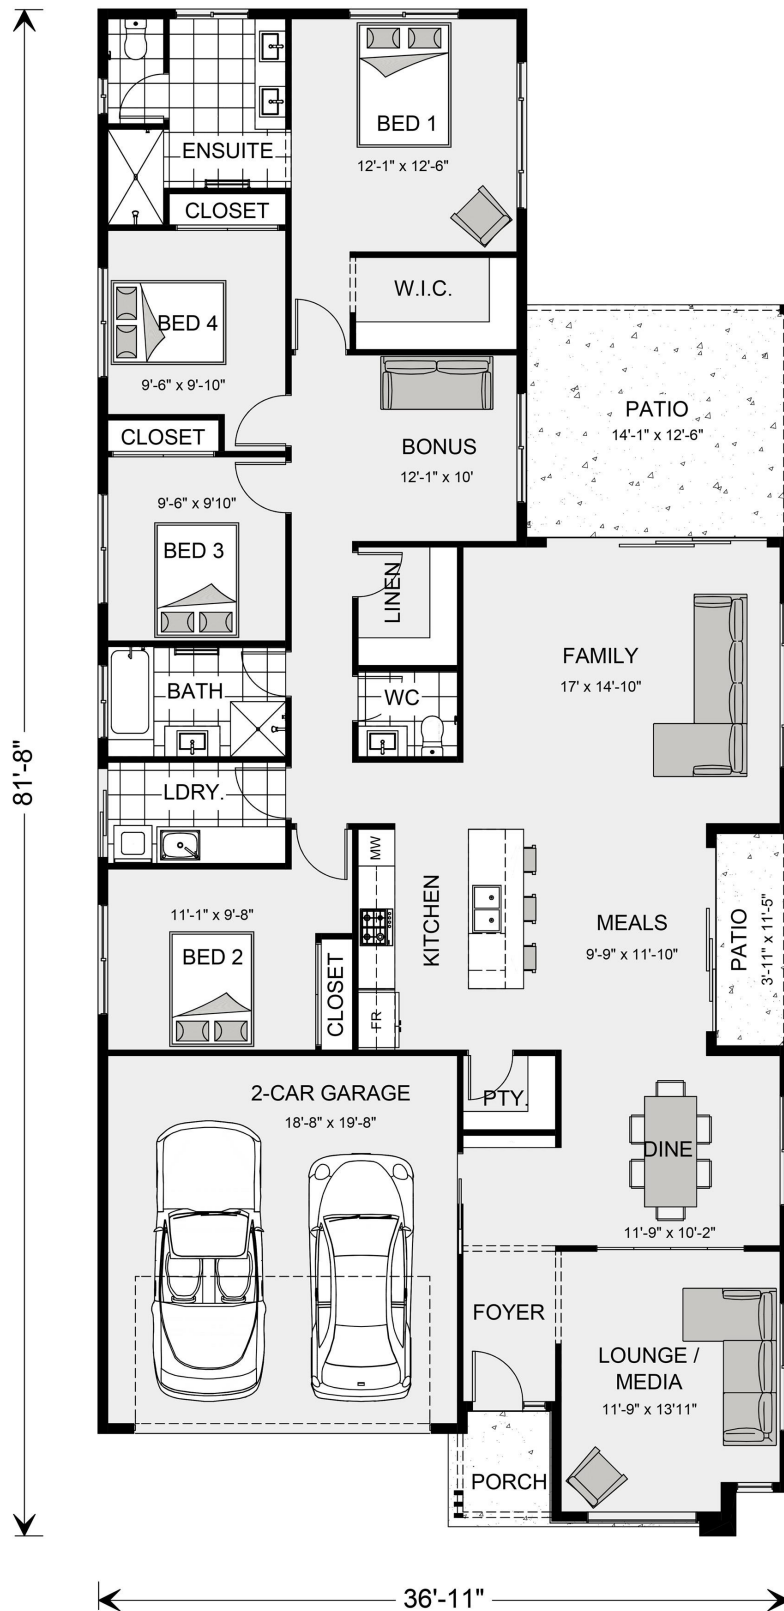 BED 1
12'-1" x 12'-6"
ENSUITE
CLOSET
W.I.C.
BED 4
9'-6" x 9'-10"
PATIO
14'-1" x 12'-6"
CLOSET
BONUS
12'-1" x 10'
9'-6" x 9'10"
BED 3
LINEN
FAMILY
17' x 14'-10"
BATH
WC
81'-8"
LDRY.
MW
KITCHEN
11'-1" x 9'-8"
BED 2
MEALS
9'-9" x 11'-10"
PATIO
3'-11" x 11'-5"
CLOSET
FR
2-CAR GARAGE
18'-8" x 19'-8"
PTY.
DINE
11'-9" x 10'-2"
FOYER
LOUNGE /
MEDIA
11'-9" x 13'11"
PORCH
36'-11"